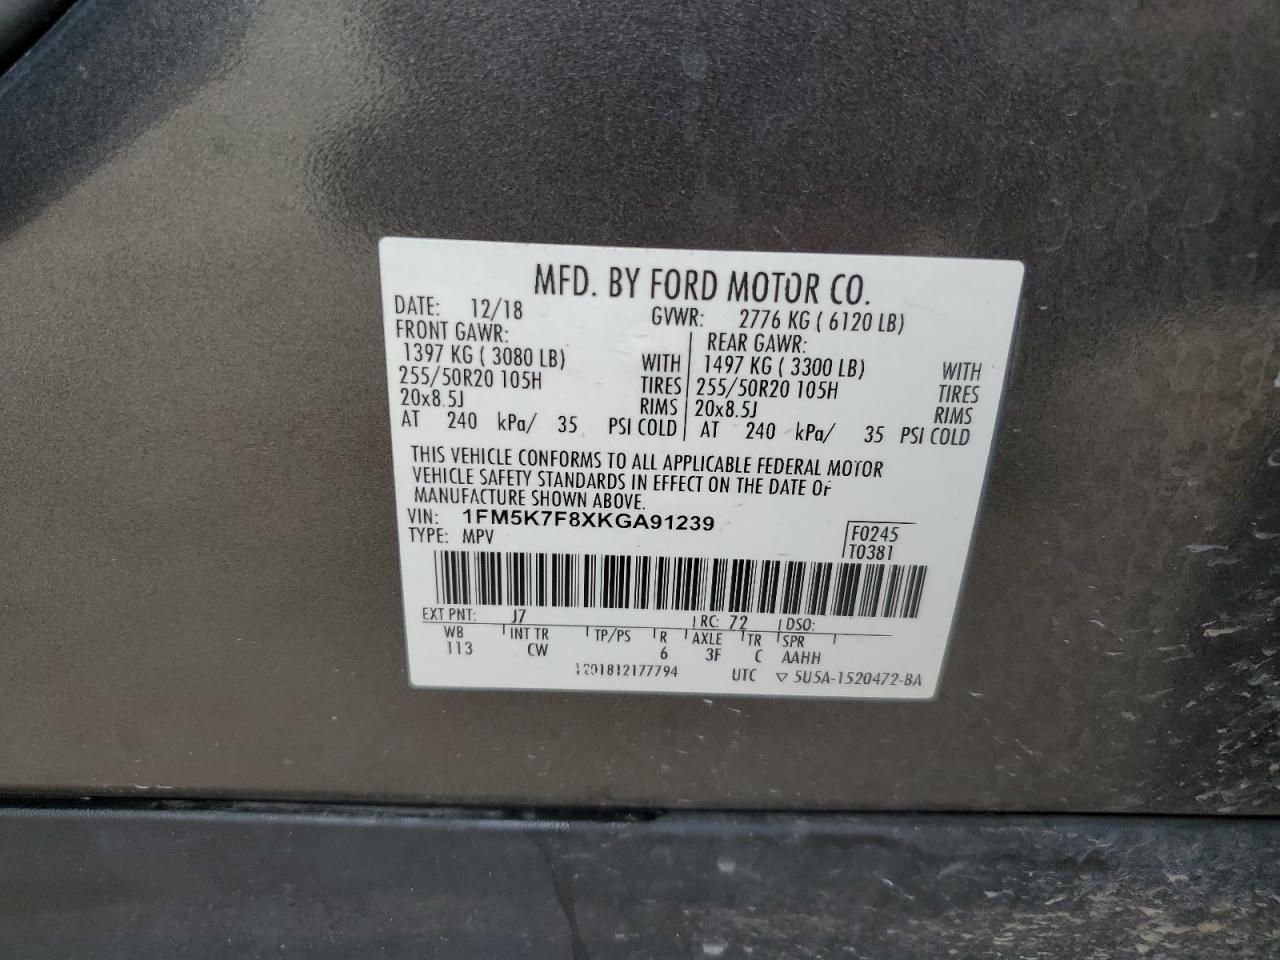 MFD. BY FORD MOTOR CO.
DATE: 12/18 GVWR: 2776 KG ( 6120 LB)
FRONT GAWR: REAR GAWR:
1397 KG ( 3080 LB) WITH 1497 KG ( 3300 LB) WITH
255/50R20 105H TIRES 255/50R20 105H TIRES
20x8.5J RIMS 20x8.5J RIMS
AT 240 kPa/ 35 PSI COLD AT 240 kPa/ 35 PSI COLD
THIS VEHICLE CONFORMS TO ALL APPLICABLE FEDERAL MOTOR
VEHICLE SAFETY STANDARDS IN EFFECT ON THE DATE OF
MANUFACTURE SHOWN ABOVE.
VIN: 1FM5K7F8XKGA91239 F0245
TYPE: MPV T0381
EXT PNT: J7 RC: 72 DSO:
WB INT TR TP/PS R AXLE TR SPR
113 CW 6 3F C AAHH
1201812177794 UTC ▽ 5U5A-1520472-BA